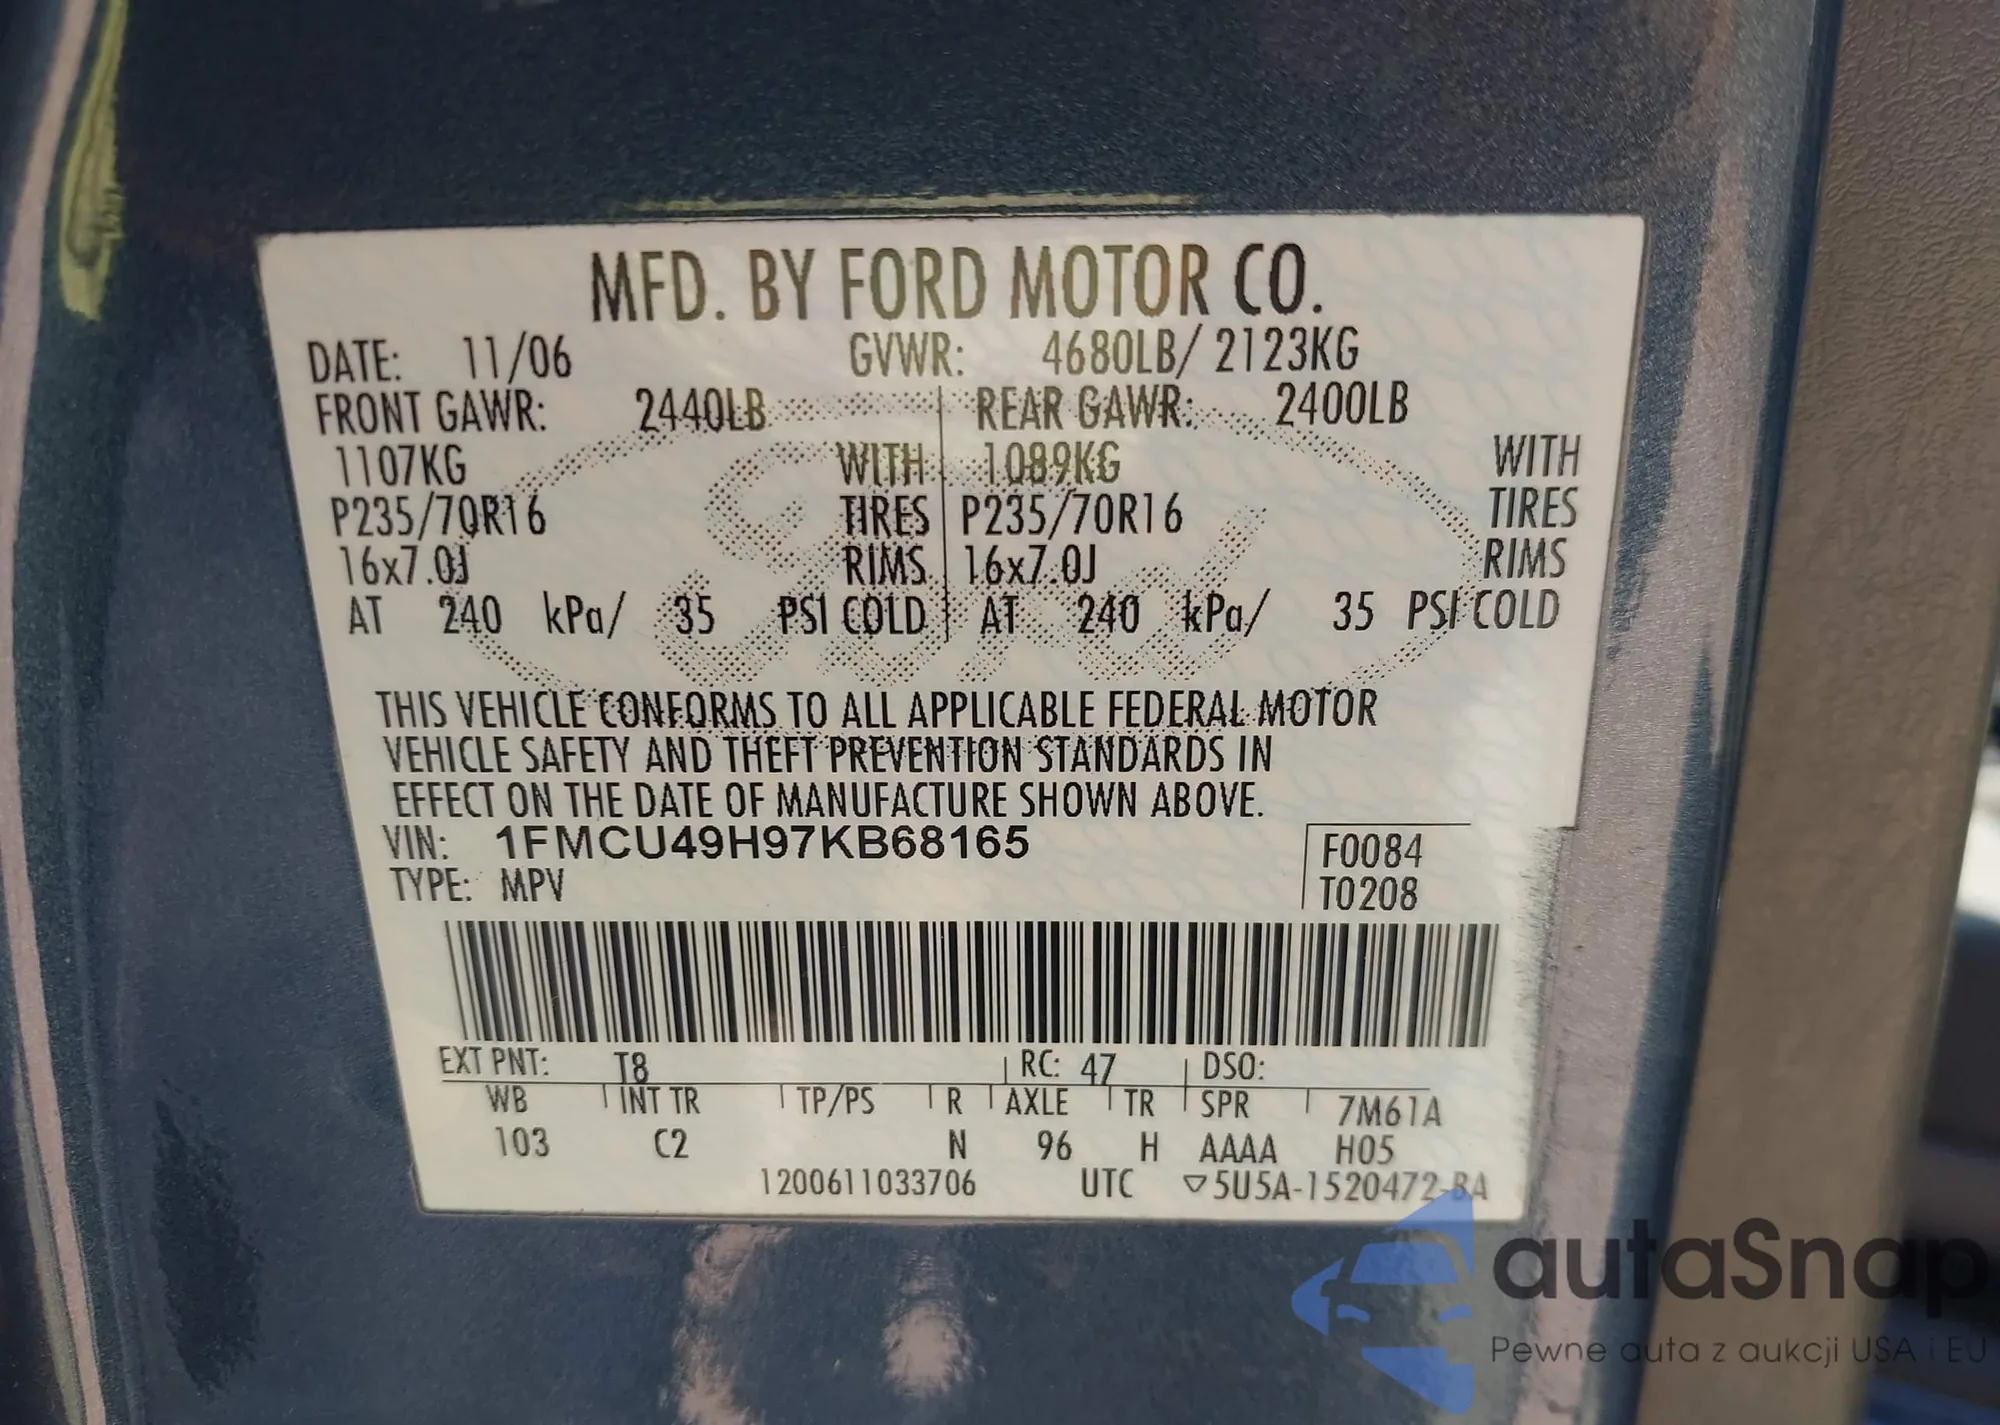 MFD. BY FORD MOTOR CO.
DATE: 11/06 GVWR: 4680LB/ 2123KG
FRONT GAWR: 2440LB REAR GAWR: 2400LB
1107KG WITH 1089KG WITH
P235/70R16 TIRES P235/70R16 TIRES
16x7.0J RIMS 16x7.0J RIMS
AT 240 kPa/ 35 PSI COLD AT 240 kPa/ 35 PSI COLD
Ford
THIS VEHICLE CONFORMS TO ALL APPLICABLE FEDERAL MOTOR
VEHICLE SAFETY AND THEFT PREVENTION STANDARDS IN
EFFECT ON THE DATE OF MANUFACTURE SHOWN ABOVE.
VIN: 1FMCU49H97KB68165 F0084
TYPE: MPV T0208
EXT PNT: T8 RC: 47 DSO:
WB INT TR TP/PS R AXLE TR SPR 7M61A
103 C2 N 96 H AAAA H05
1200611033706 UTC ▽5U5A-1520472-BA
autaSnap
Pewne auta z aukcji USA i EU